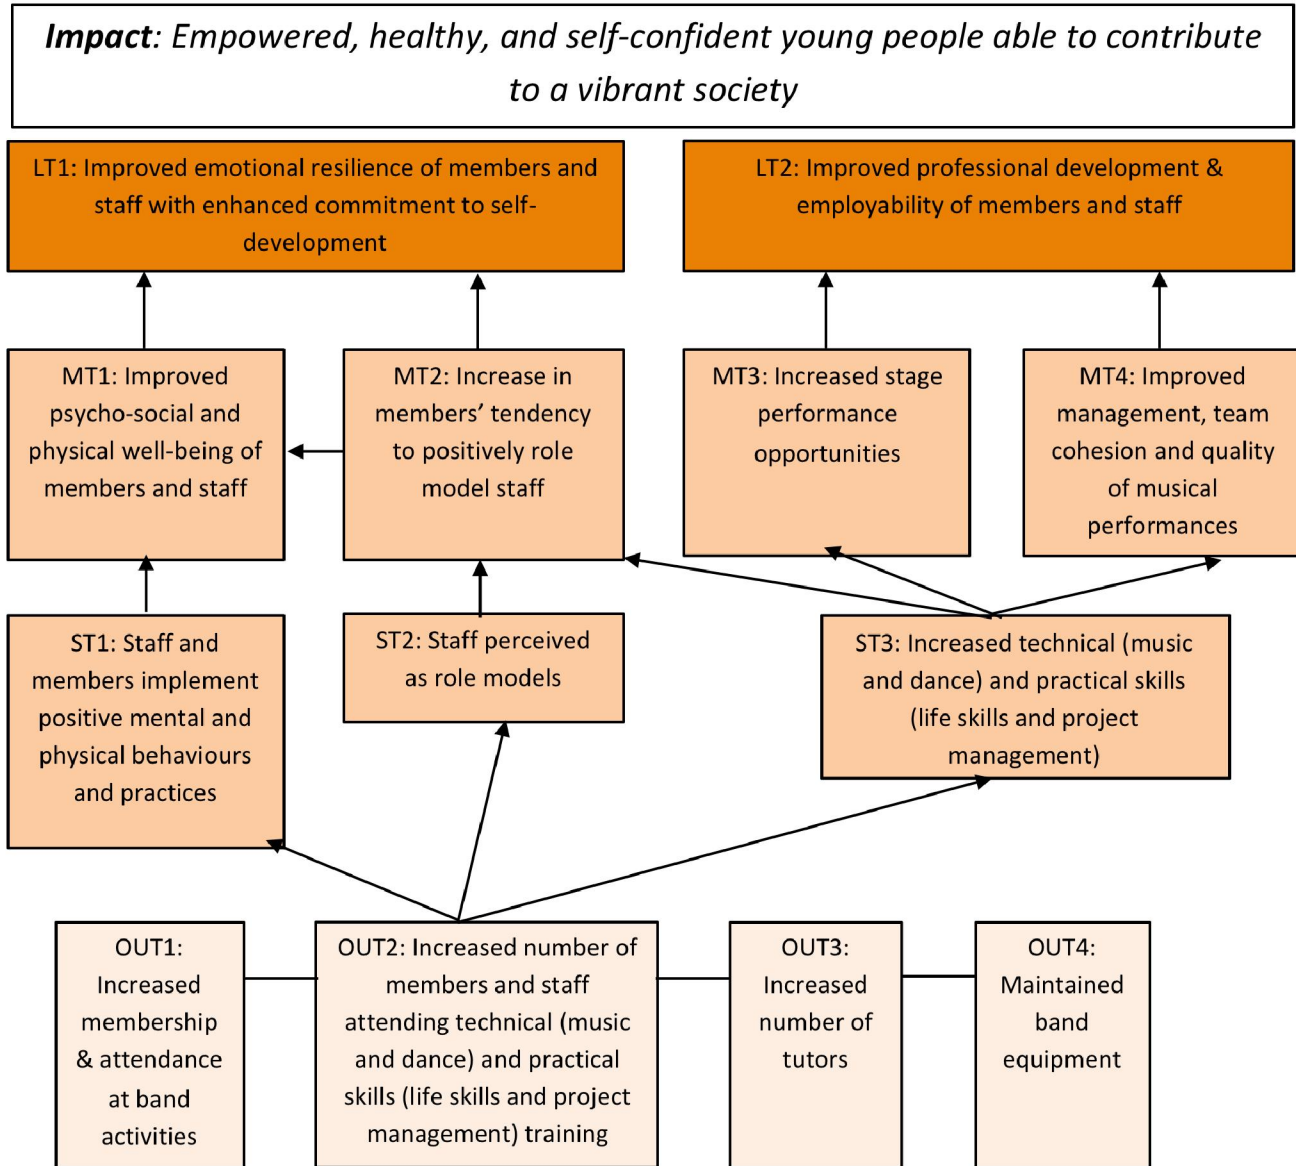 Impact: Empowered, healthy, and self-confident young people able to contribute
to a vibrant society
LT1: Improved emotional resilience of members and
staff with enhanced commitment to self-
development
LT2: Improved professional development &
employability of members and staff
MT1: Improved
psycho-social and
physical well-being of
members and staff
MT2: Increase in
members’ tendency
to positively role
model staff
MT3: Increased stage
performance
opportunities
MT4: Improved
management, team
cohesion and quality
of musical
performances
ST1: Staff and
members implement
positive mental and
physical behaviours
and practices
ST2: Staff perceived
as role models
ST3: Increased technical (music
and dance) and practical skills
(life skills and project
management)
OUT1:
Increased
membership
& attendance
at band
activities
OUT2: Increased number of
members and staff
attending technical (music
and dance) and practical
skills (life skills and project
management) training
OUT3:
Increased
number of
tutors
OUT4:
Maintained
band
equipment